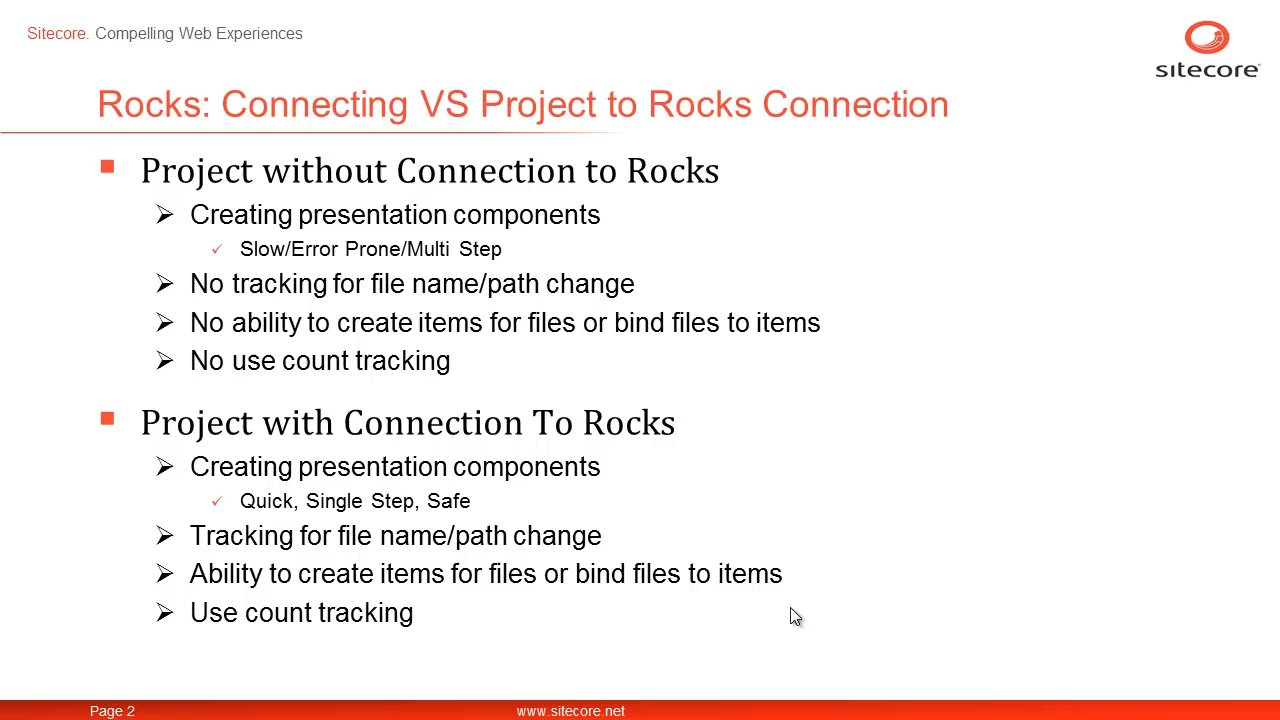 Sitecore. Compelling Web Experiences
sitecore
Rocks: Connecting VS Project to Rocks Connection
Project without Connection to Rocks
Creating presentation components
Slow/Error Prone/Multi Step
No tracking for file name/path change
No ability to create items for files or bind files to items
No use count tracking
Project with Connection To Rocks
Creating presentation components
Quick, Single Step, Safe
Tracking for file name/path change
Ability to create items for files or bind files to items
Use count tracking
Page 2
www.sitecore.net